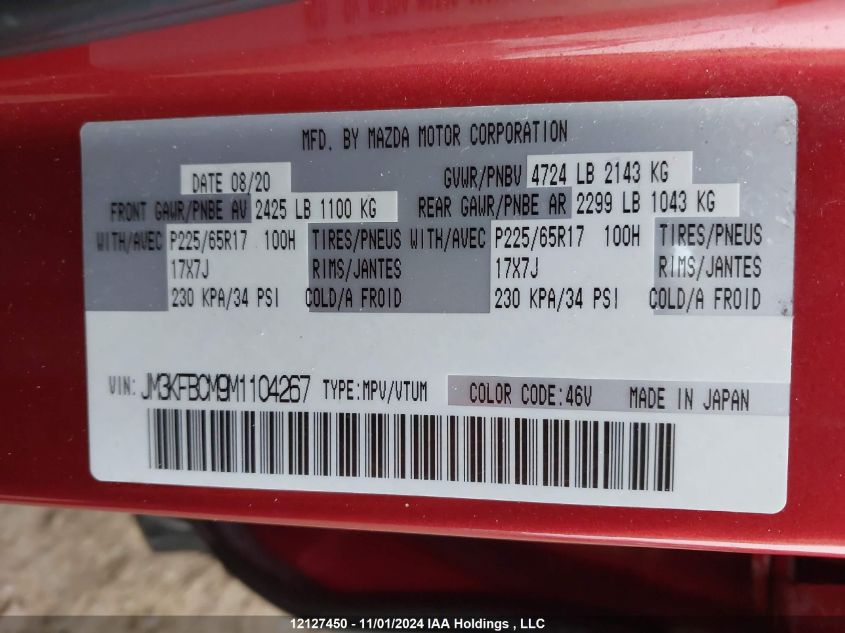 MFD. BY MAZDA MOTOR CORPORATION
DATE 08/20 GVWR/PNBV 4724 LB 2143 KG
FRONT GAWR/PNBE AV 2425 LB 1100 KG REAR GAWR/PNBE AR 2299 LB 1043 KG
WITH/AVEC P225/65R17 100H TIRES/PNEUS WITH/AVEC P225/65R17 100H TIRES/PNEUS
17X7J RIMS/JANTES 17X7J RIMS/JANTES
230 KPA/34 PSI COLD/A FROID 230 KPA/34 PSI COLD/A FROID
VIN: JM3KFBCM9M1104267 TYPE:MPV/VTUM COLOR CODE:46V MADE IN JAPAN
12127450 - 11/01/2024 IAA Holdings , LLC